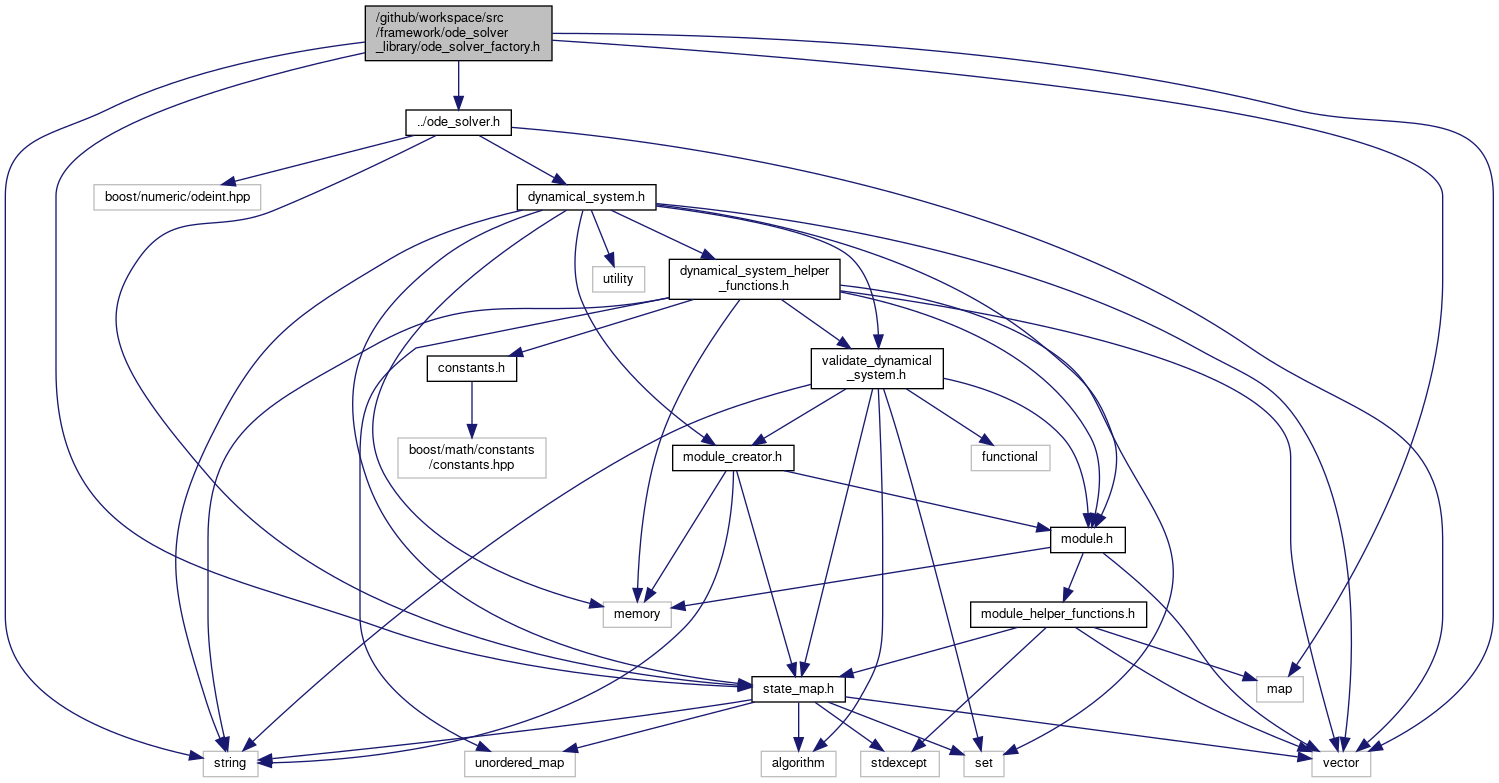 /github/workspace/src
/framework/ode_solver
_library/ode_solver_factory.h
../ode_solver.h
boost/numeric/odeint.hpp
dynamical_system.h
utility
dynamical_system_helper
_functions.h
constants.h
validate_dynamical
_system.h
boost/math/constants
/constants.hpp
module_creator.h
functional
module.h
memory
module_helper_functions.h
state_map.h
map
string
unordered_map
algorithm
stdexcept
set
vector